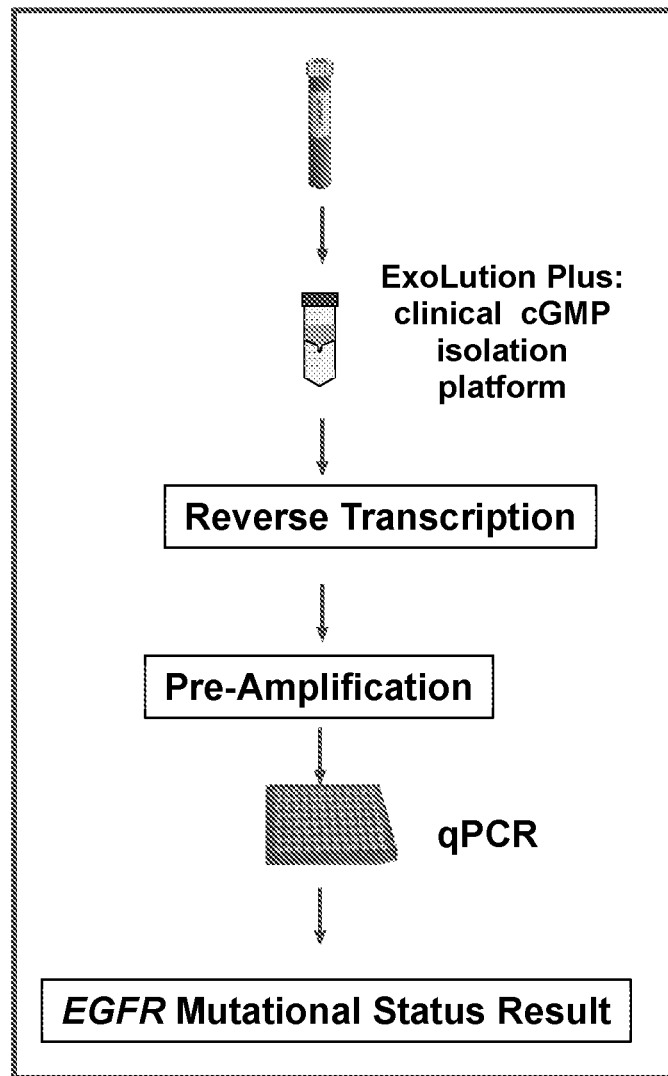 ExoLution Plus:
clinical cGMP
isolation
platform
Reverse Transcription
Pre-Amplification
qPCR
EGFR Mutational Status Result